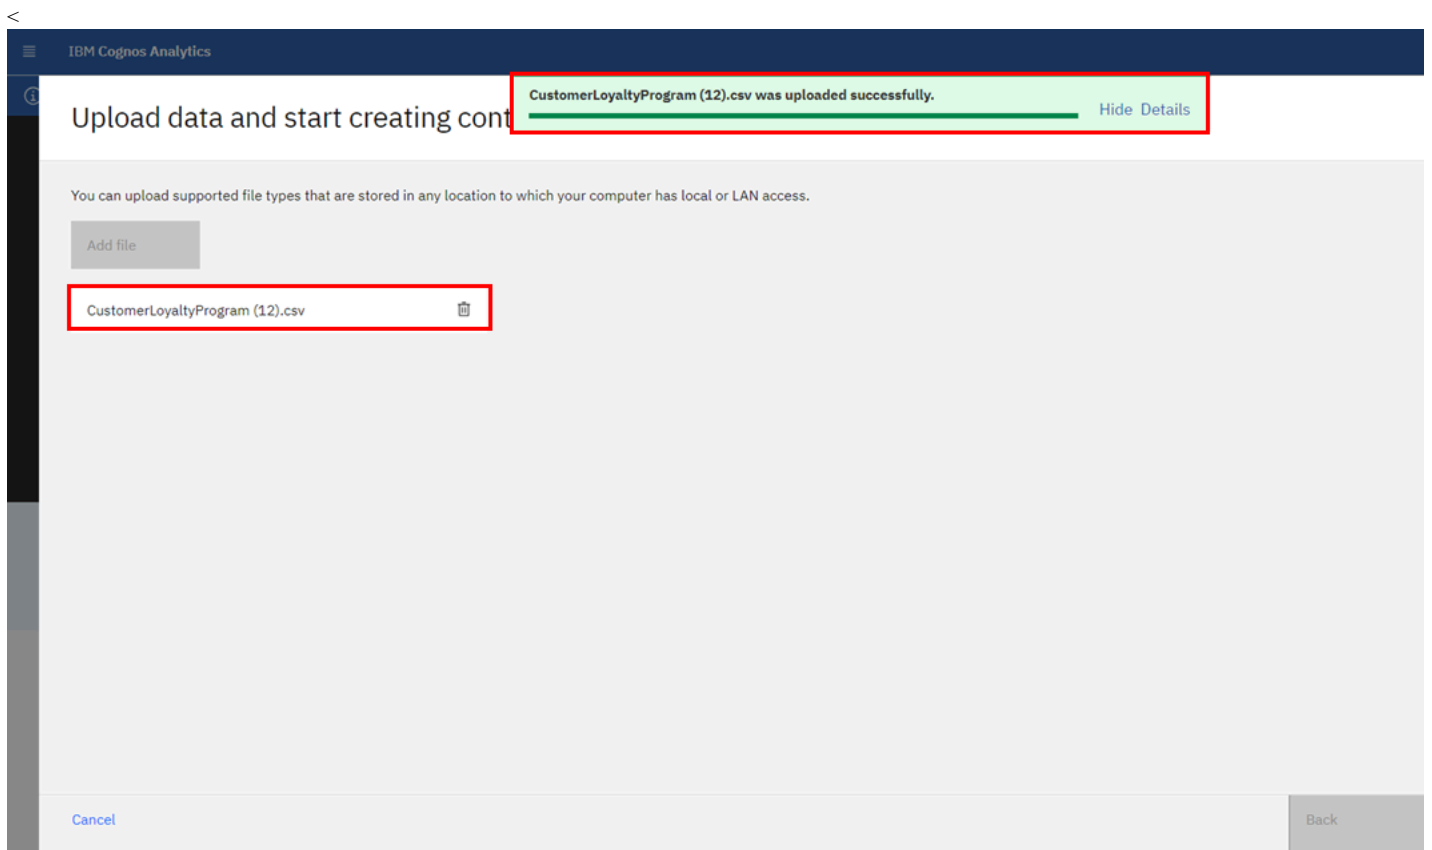 <
IBM Cognos Analytics
CustomerLoyaltyProgram (12).csv was uploaded successfully.
Hide Details
Upload data and start creating cont
You can upload supported file types that are stored in any location to which your computer has local or LAN access.
Add file
CustomerLoyaltyProgram (12).csv
Cancel
Back